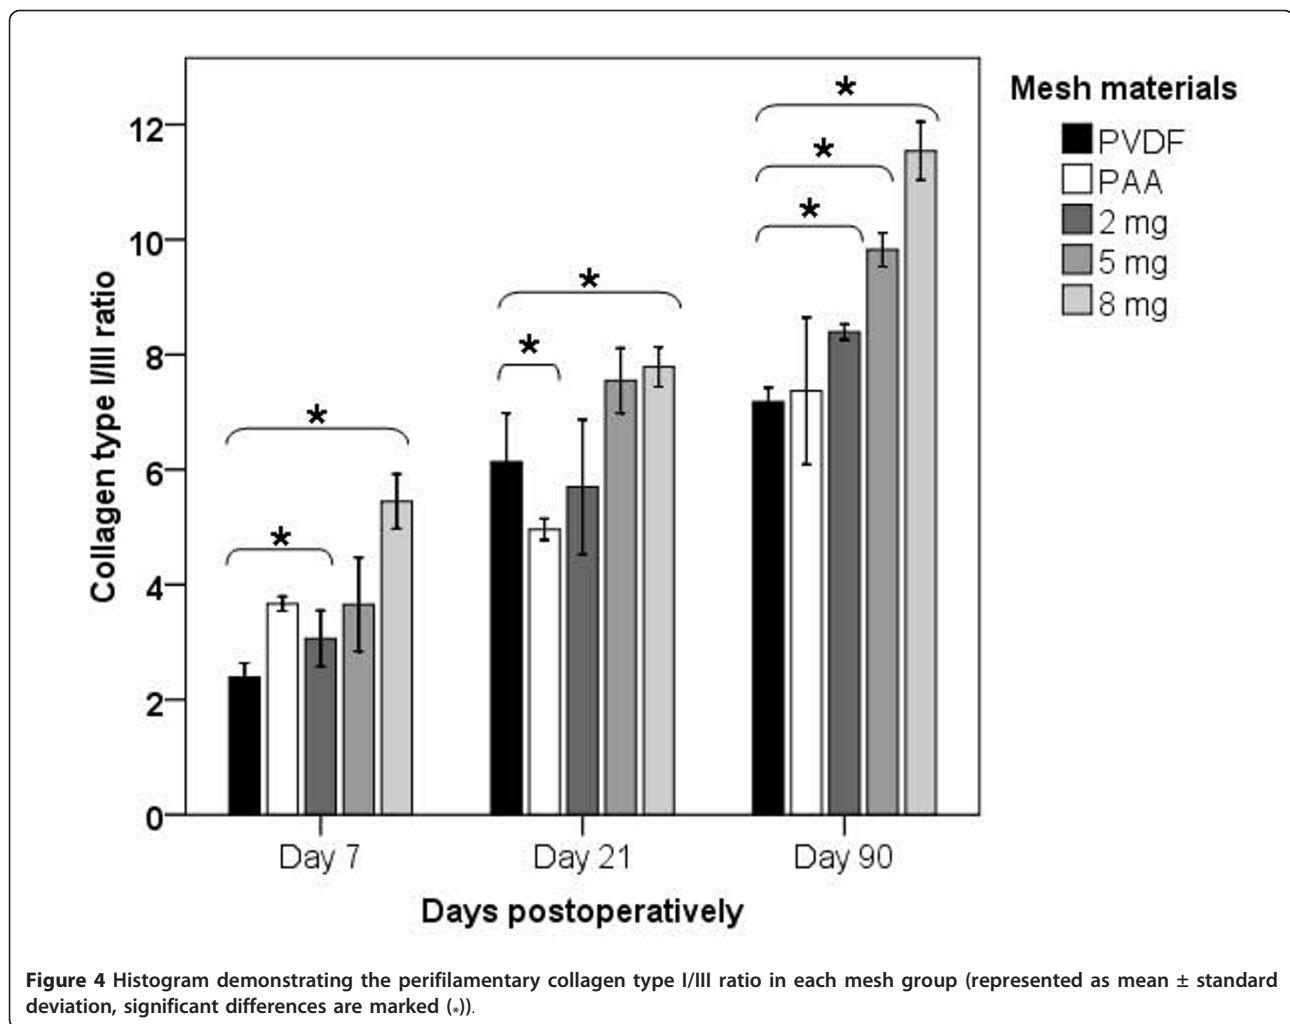 Mesh materials
PVDF
PAA
2 mg
5 mg
8 mg
Collagen type I/III ratio
12
10
8
6
4
2
0
*
*
*
*
*
*
*
Day 7
Day 21
Day 90
Days postoperatively
Figure 4 Histogram demonstrating the perifilamentary collagen type I/III ratio in each mesh group (represented as mean ± standard
deviation, significant differences are marked (*)).